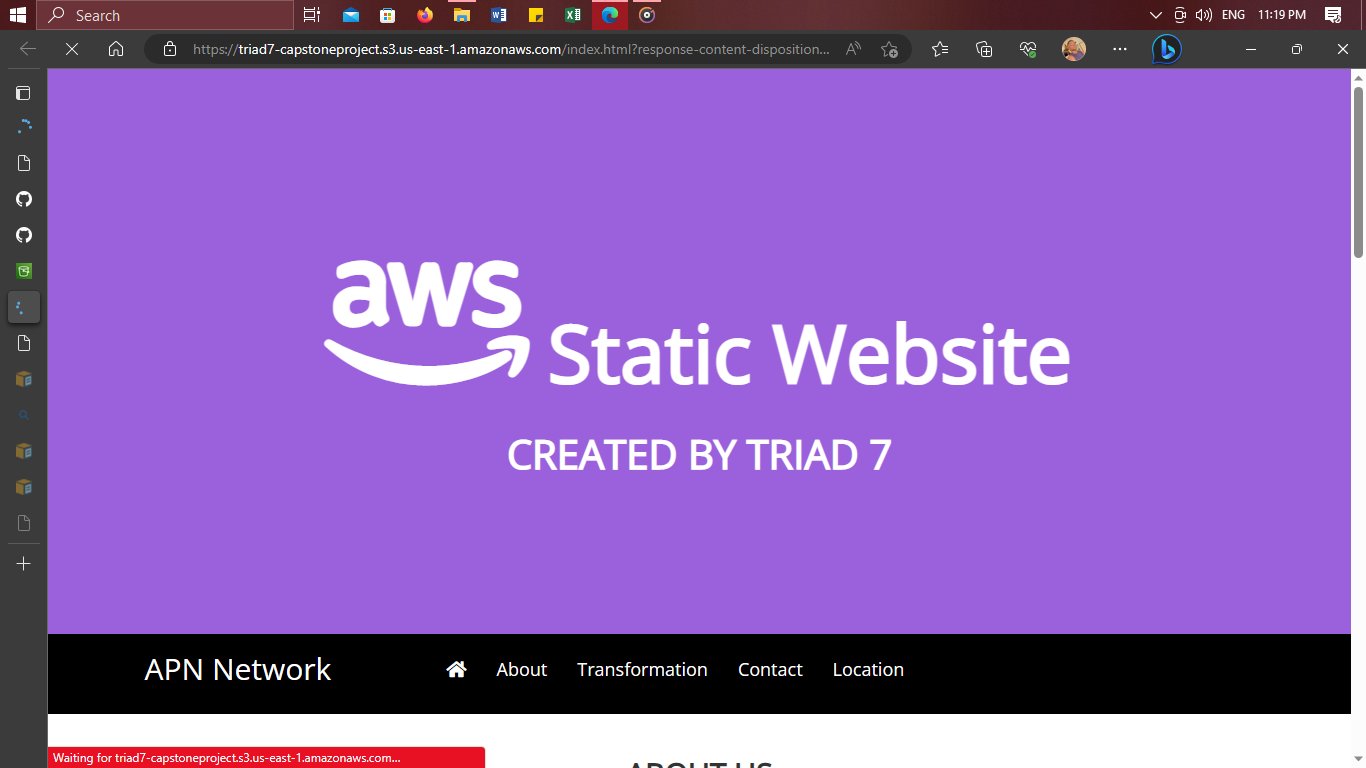 Search
ENG
11:19 PM
https://triad7-capstoneproject.s3.us-east-1.amazonaws.com/index.html?response-content-disposition...
aws
Static Website
CREATED BY TRIAD 7
APN Network
About
Transformation
Contact
Location
ABOUT US
Waiting for triad7-capstoneproject.s3.us-east-1.amazonaws.com...